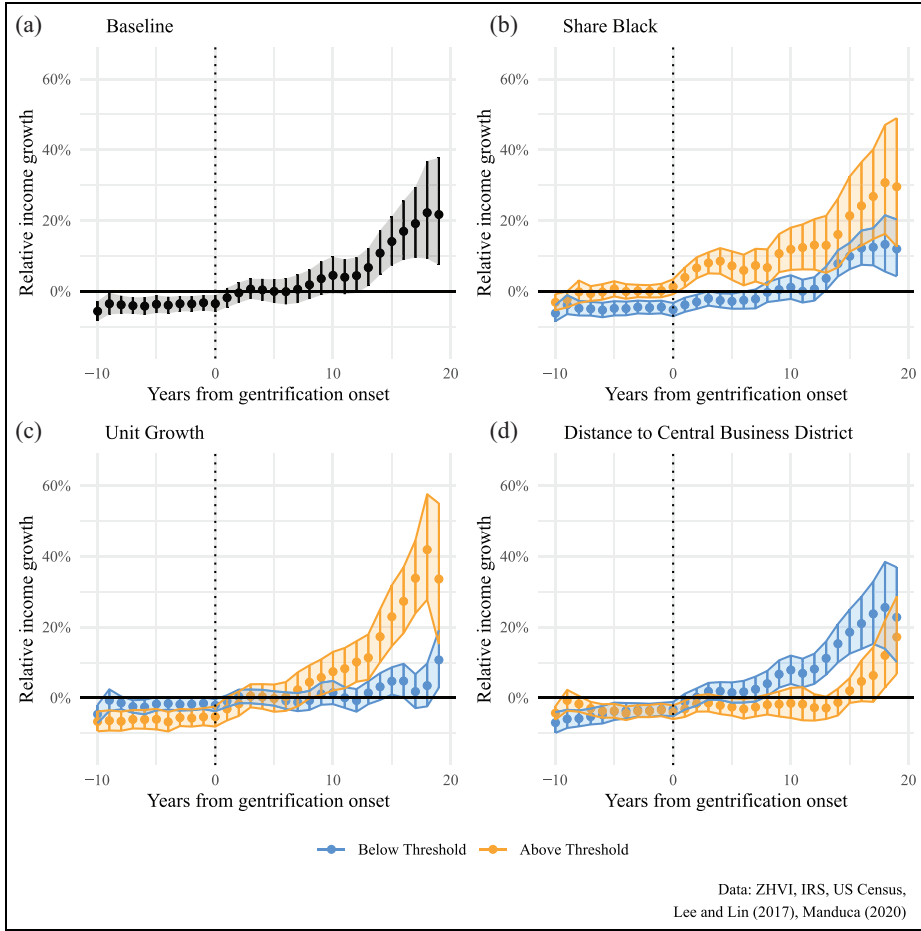 (a) Baseline
60%
40%
20%
0%
Relative income growth
−10 0 10 20
Years from gentrification onset
(b) Share Black
60%
40%
20%
0%
Relative income growth
−10 0 10 20
Years from gentrification onset
(c) Unit Growth
60%
40%
20%
0%
Relative income growth
−10 0 10 20
Years from gentrification onset
(d) Distance to Central Business District
60%
40%
20%
0%
Relative income growth
−10 0 10 20
Years from gentrification onset
Below Threshold Above Threshold
Data: ZHVI, IRS, US Census,
Lee and Lin (2017), Manduca (2020)